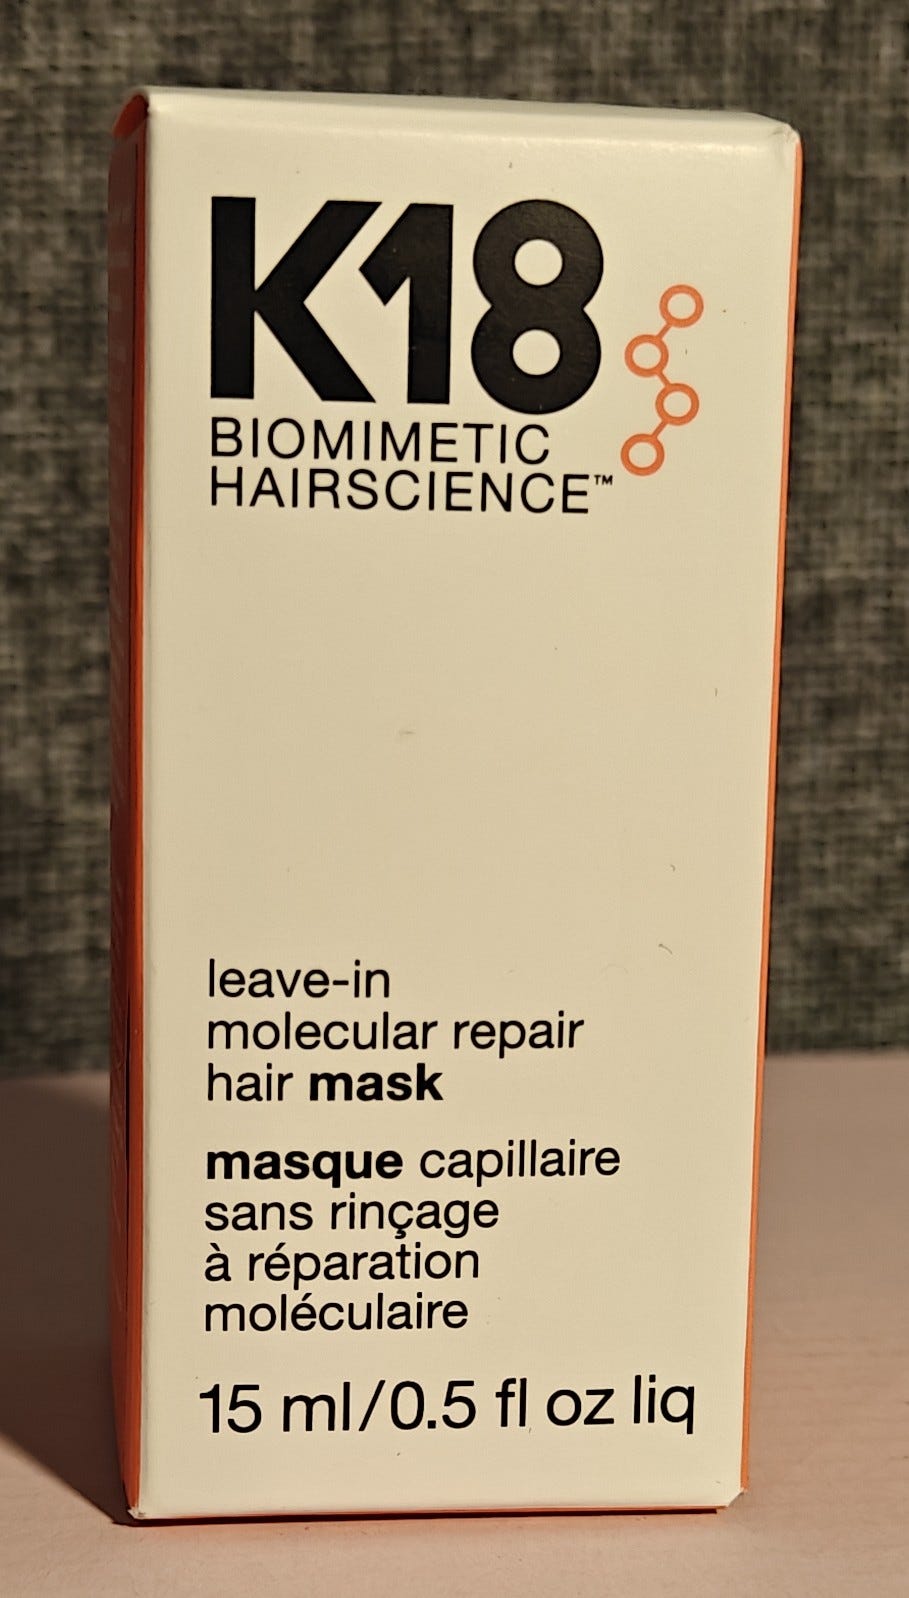 K18
BIOMIMETIC
HAIRSCIENCE™
leave-in
molecular repair
hair mask
masque capillaire
sans rinçage
à réparation
moléculaire
15 ml/0.5 fl oz liq